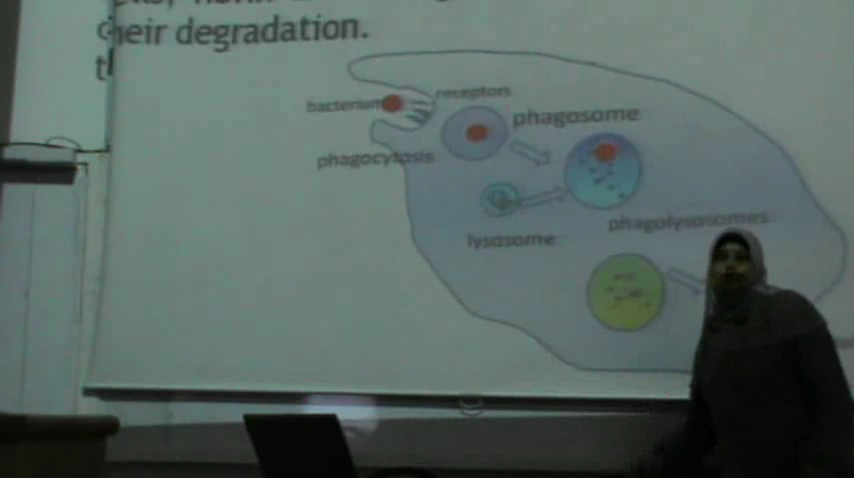 their degradation.
bacterium
receptors
phagosome
phagocytosis
phagolysosomes
lysosome